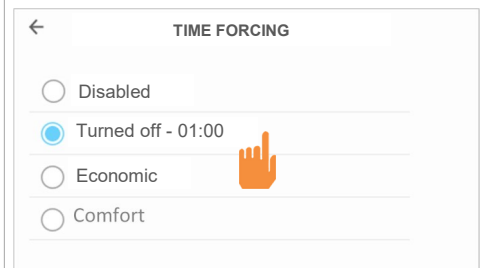 TIME FORCING
Disabled
Turned off - 01:00
Economic
Comfort